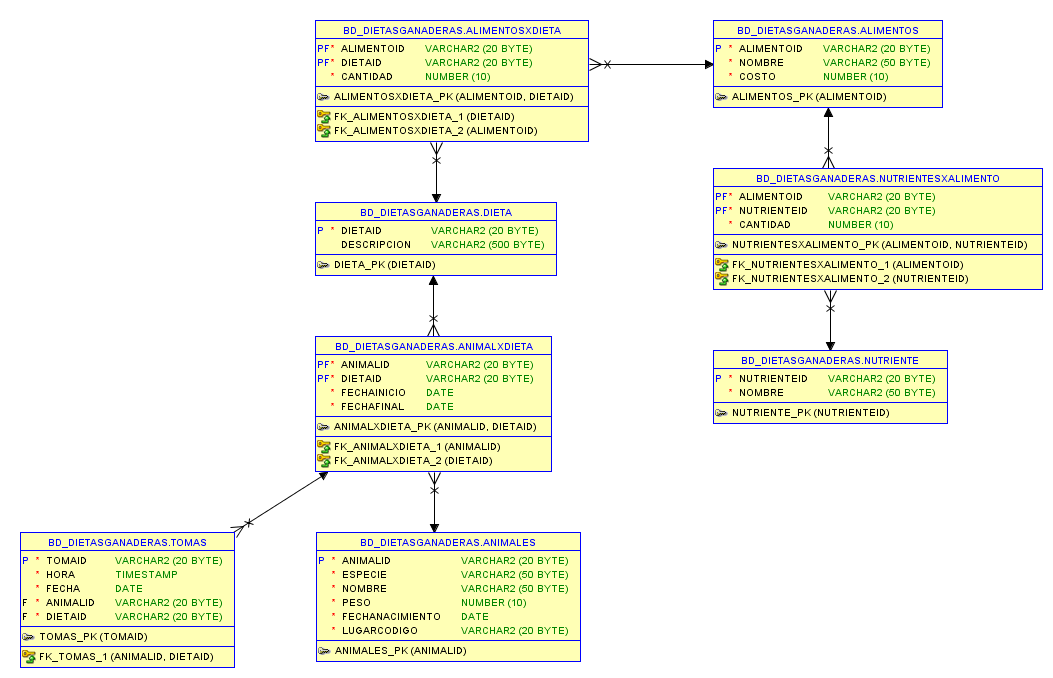 BD_DIETASGANADERAS.ALIMENTOSXDIETA
PF* ALIMENTOID VARCHAR2 (20 BYTE)
PF* DIETAID VARCHAR2 (20 BYTE)
* CANTIDAD NUMBER (10)
ALIMENTOSXDIETA_PK (ALIMENTOID, DIETAID)
FK_ALIMENTOSXDIETA_1 (DIETAID)
FK_ALIMENTOSXDIETA_2 (ALIMENTOID)
BD_DIETASGANADERAS.ALIMENTOS
P * ALIMENTOID VARCHAR2 (20 BYTE)
* NOMBRE VARCHAR2 (50 BYTE)
* COSTO NUMBER (10)
ALIMENTOS_PK (ALIMENTOID)
BD_DIETASGANADERAS.DIETA
P * DIETAID VARCHAR2 (20 BYTE)
DESCRIPCION VARCHAR2 (500 BYTE)
DIETA_PK (DIETAID)
BD_DIETASGANADERAS.NUTRIENTESXALIMENTO
PF* ALIMENTOID VARCHAR2 (20 BYTE)
PF* NUTRIENTEID VARCHAR2 (20 BYTE)
* CANTIDAD NUMBER (10)
NUTRIENTESXALIMENTO_PK (ALIMENTOID, NUTRIENTEID)
FK_NUTRIENTESXALIMENTO_1 (ALIMENTOID)
FK_NUTRIENTESXALIMENTO_2 (NUTRIENTEID)
BD_DIETASGANADERAS.ANIMALXDIETA
PF* ANIMALID VARCHAR2 (20 BYTE)
PF* DIETAID VARCHAR2 (20 BYTE)
* FECHAINICIO DATE
* FECHAFINAL DATE
ANIMALXDIETA_PK (ANIMALID, DIETAID)
FK_ANIMALXDIETA_1 (ANIMALID)
FK_ANIMALXDIETA_2 (DIETAID)
BD_DIETASGANADERAS.NUTRIENTE
P * NUTRIENTEID VARCHAR2 (20 BYTE)
* NOMBRE VARCHAR2 (50 BYTE)
NUTRIENTE_PK (NUTRIENTEID)
BD_DIETASGANADERAS.TOMAS
P * TOMAID VARCHAR2 (20 BYTE)
* HORA TIMESTAMP
* FECHA DATE
F * ANIMALID VARCHAR2 (20 BYTE)
F * DIETAID VARCHAR2 (20 BYTE)
TOMAS_PK (TOMAID)
FK_TOMAS_1 (ANIMALID, DIETAID)
BD_DIETASGANADERAS.ANIMALES
P * ANIMALID VARCHAR2 (20 BYTE)
* ESPECIE VARCHAR2 (50 BYTE)
* NOMBRE VARCHAR2 (50 BYTE)
* PESO NUMBER (10)
* FECHANACIMIENTO DATE
* LUGARCODIGO VARCHAR2 (20 BYTE)
ANIMALES_PK (ANIMALID)